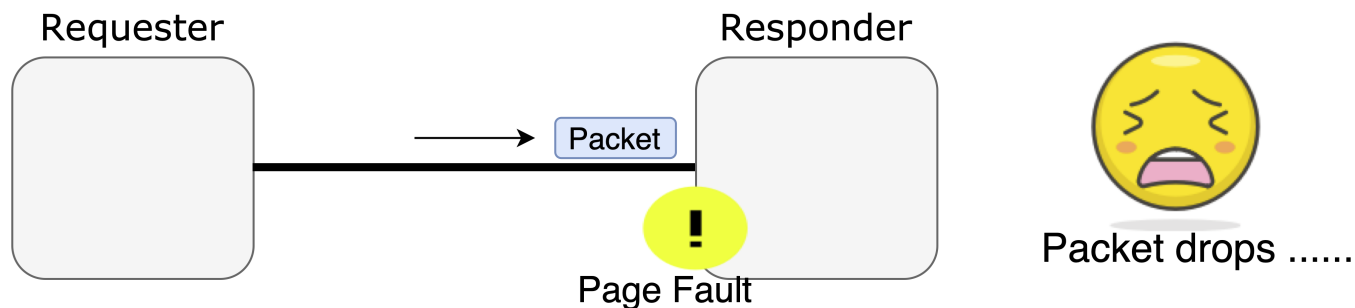 Requester
Responder
Packet
!
Page Fault
Packet drops ......